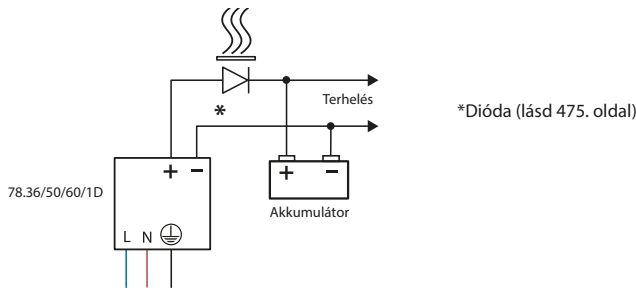 Terhelés
*
*Dióda (lásd 475. oldal)
+ −
78.36/50/60/1D
+ −
L N
Akkumulátor